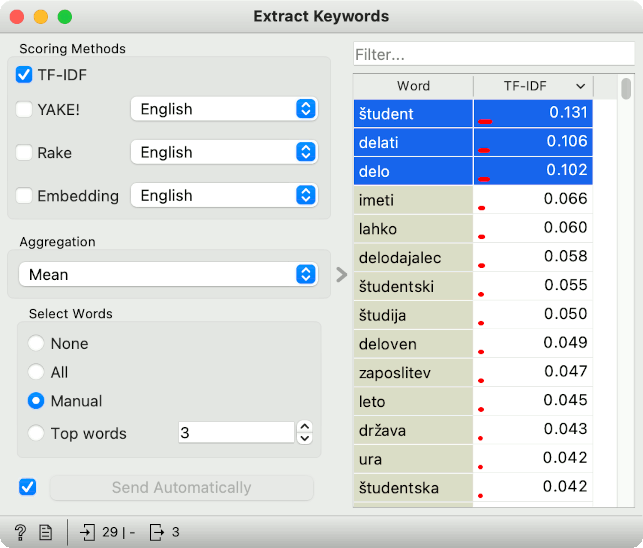 Extract Keywords
Scoring Methods
TF-IDF
YAKE! English
Rake English
Embedding English
Aggregation
Mean
Select Words
None
All
Manual
Top words 3
Send Automatically
Filter...
Word TF-IDF
študent 0.131
delati 0.106
delo 0.102
imeti 0.066
lahko 0.060
delodajalec 0.058
študentski 0.055
študija 0.050
deloven 0.049
zaposlitev 0.047
leto 0.045
država 0.043
ura 0.042
študentska 0.042
? 29 | - 3